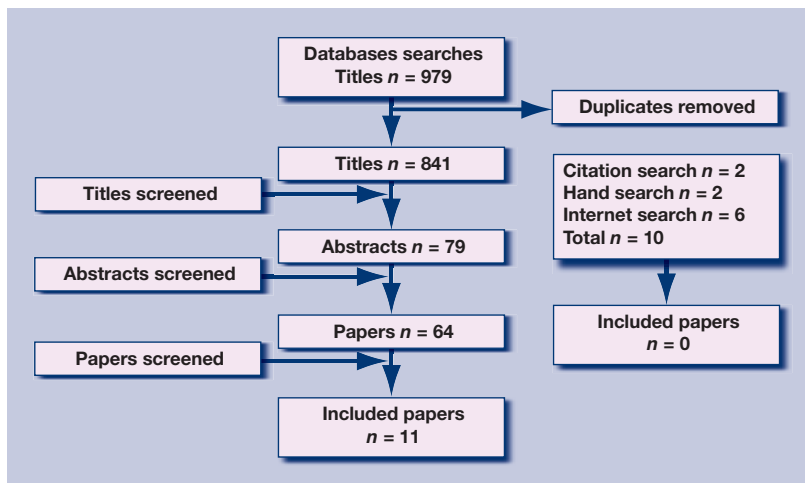 Databases searches
Titles n = 979
Duplicates removed
Titles n = 841
Citation search n = 2
Hand search n = 2
Internet search n = 6
Total n = 10
Titles screened
Abstracts n = 79
Abstracts screened
Papers n = 64
Included papers
n = 0
Papers screened
Included papers
n = 11